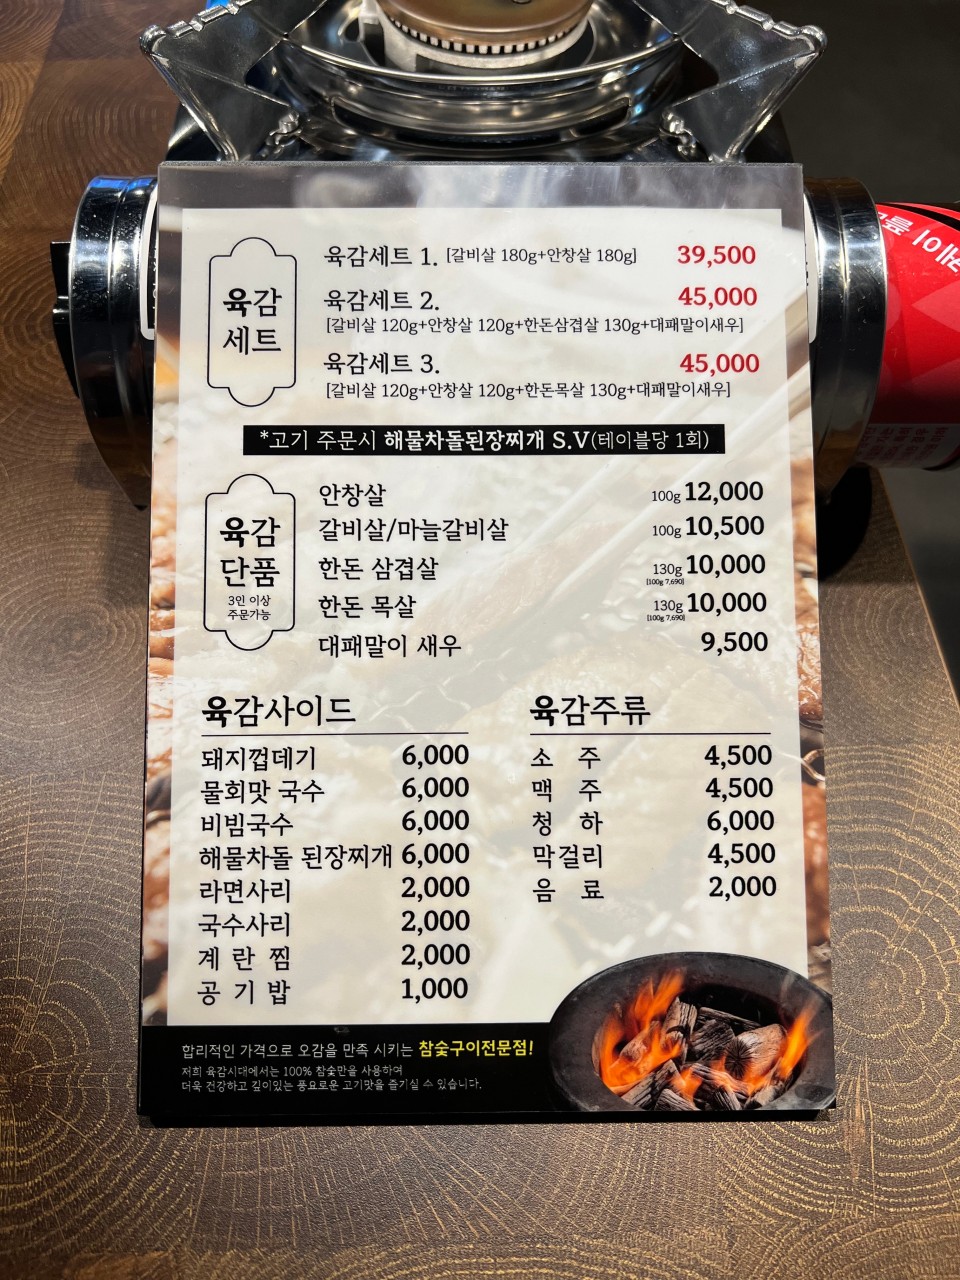 육감
세트
육감세트 1. [갈비살 180g+안창살 180g] 39,500
육감세트 2. 45,000
[갈비살 120g+안창살 120g+한돈삼겹살 130g+대패말이새우]
육감세트 3. 45,000
[갈비살 120g+안창살 120g+한돈목살 130g+대패말이새우]
*고기 주문시 해물차돌된장찌개 S.V(테이블당 1회)
육감
단품
3인 이상
주문가능
안창살 100g 12,000
갈비살/마늘갈비살 100g 10,500
한돈 삼겹살 130g 10,000
[100g 7,690]
한돈 목살 130g 10,000
[100g 7,690]
대패말이 새우 9,500
육감사이드
돼지껍데기 6,000
물회맛 국수 6,000
비빔국수 6,000
해물차돌 된장찌개 6,000
라면사리 2,000
국수사리 2,000
계 란 찜 2,000
공 기 밥 1,000
육감주류
소 주 4,500
맥 주 4,500
청 하 6,000
막걸리 4,500
음 료 2,000
합리적인 가격으로 오감을 만족 시키는 참숯구이전문점!
저희 육감시대에서는 100% 참숯만을 사용하여
더욱 건강하고 깊이있는 풍요로운 고기맛을 즐기실 수 있습니다.